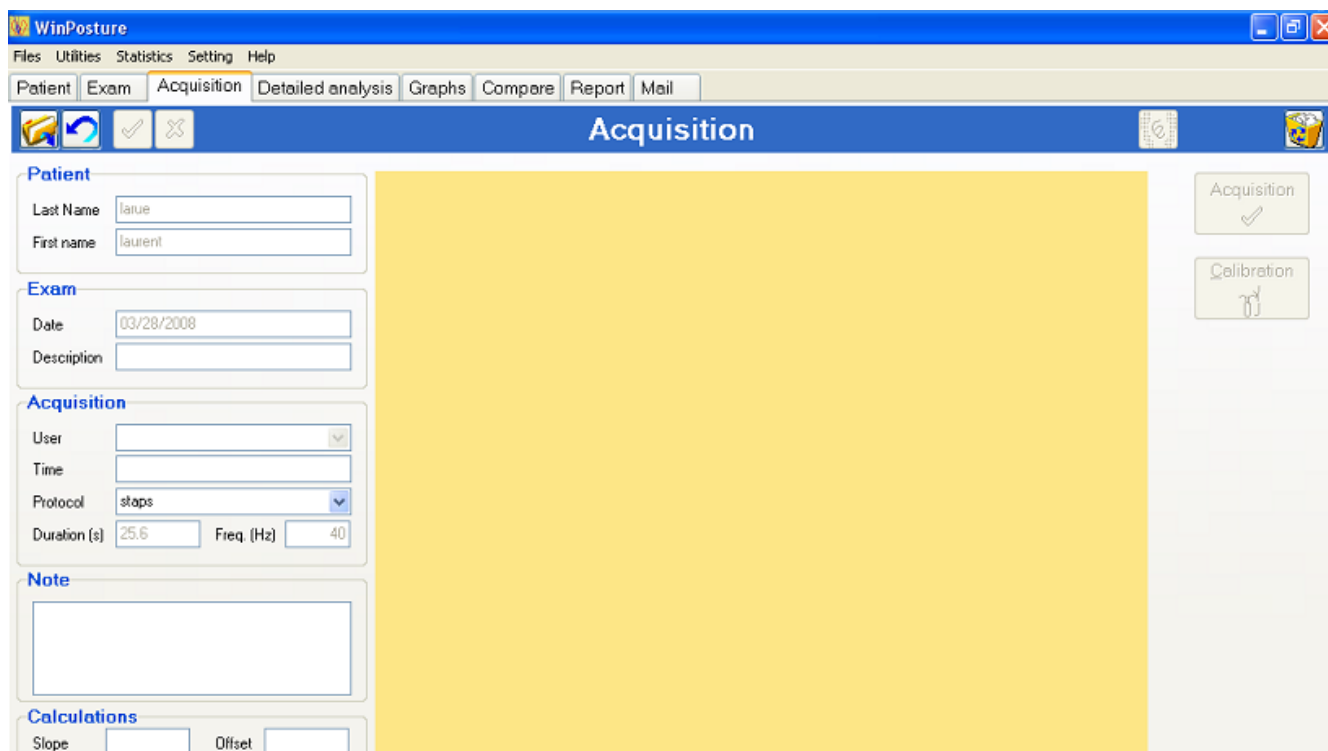 WinPosture
Files Utilities Statistics Setting Help
Patient Exam Acquisition Detailed analysis Graphs Compare Report Mail
Acquisition
Patient
Last Name larue
First name laurent
Exam
Date 03/28/2008
Description
Acquisition
User
Time
Protocol staps
Duration (s) 25.6 Freq. (Hz) 40
Note
Calculations
Slope Offset
Acquisition
Calibration